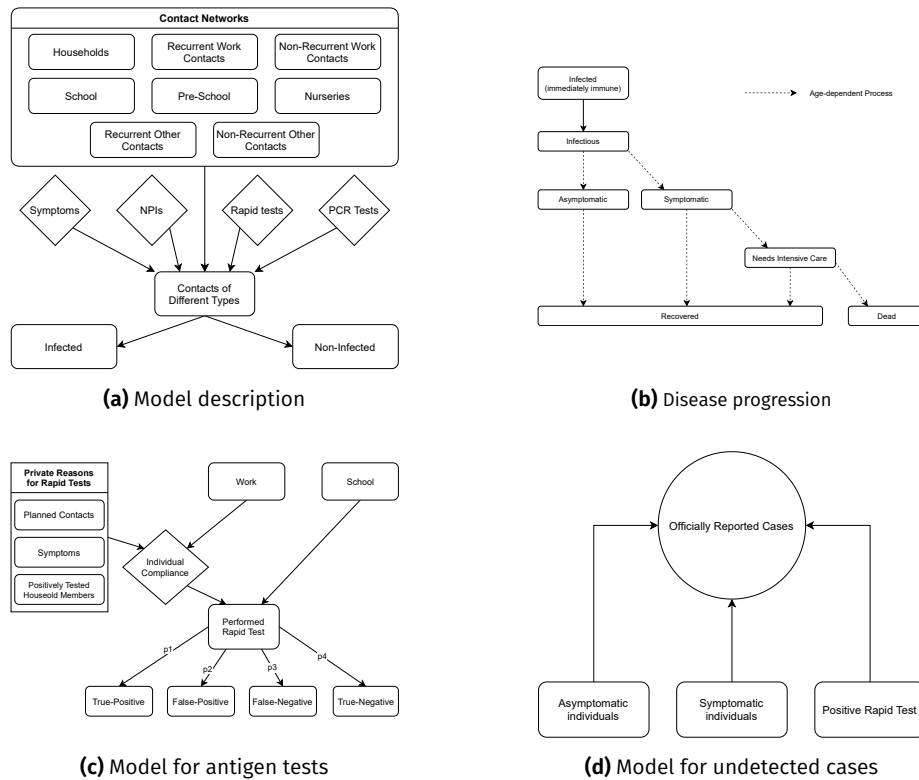 Contact Networks
Households
Recurrent Work
Contacts
Non-Recurrent Work
Contacts
School
Pre-School
Nurseries
Recurrent Other
Contacts
Non-Recurrent Other
Contacts
Symptoms
NPIs
Rapid tests
PCR Tests
Contacts of
Different Types
Infected
Non-Infected
(a) Model description
Infected
(immediately immune)
Age-dependent Process
Infectious
Asymptomatic
Symptomatic
Needs Intensive Care
Recovered
Dead
(b) Disease progression
Private Reasons
for Rapid Tests
Planned Contacts
Symptoms
Positively Tested
Houseold Members
Work
School
Individual
Compliance
Performed
Rapid Test
p1
p2
p3
p4
True-Positive
False-Positive
False-Negative
True-Negative
(c) Model for antigen tests
Officially Reported Cases
Asymptomatic
individuals
Symptomatic
individuals
Positive Rapid Test
(d) Model for undetected cases